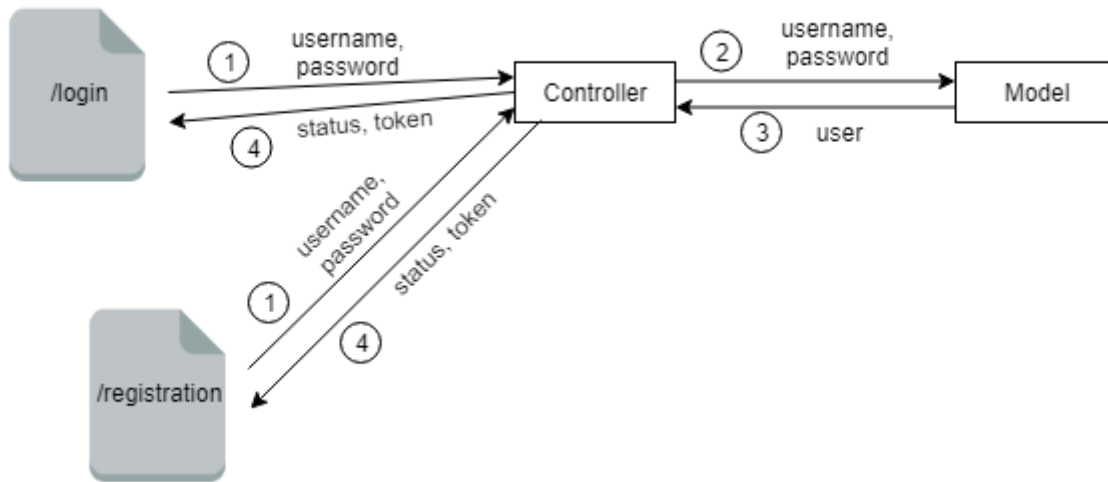 username,
password
1
/login
status, token
4
Controller
username,
password
2
3
user
Model
username,
password
1
status, token
4
/registration